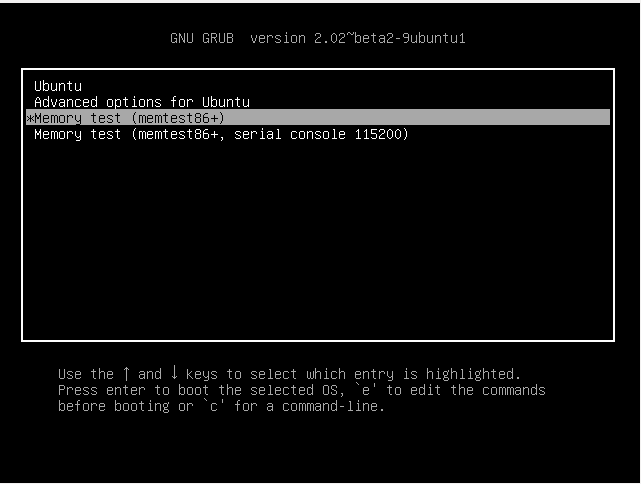 GNU GRUB  version 2.02~beta2-9ubuntu1
Ubuntu
Advanced options for Ubuntu
*Memory test (memtest86+)
Memory test (memtest86+, serial console 115200)
Use the ↑ and ↓ keys to select which entry is highlighted.
Press enter to boot the selected OS, `e' to edit the commands
before booting or `c' for a command-line.